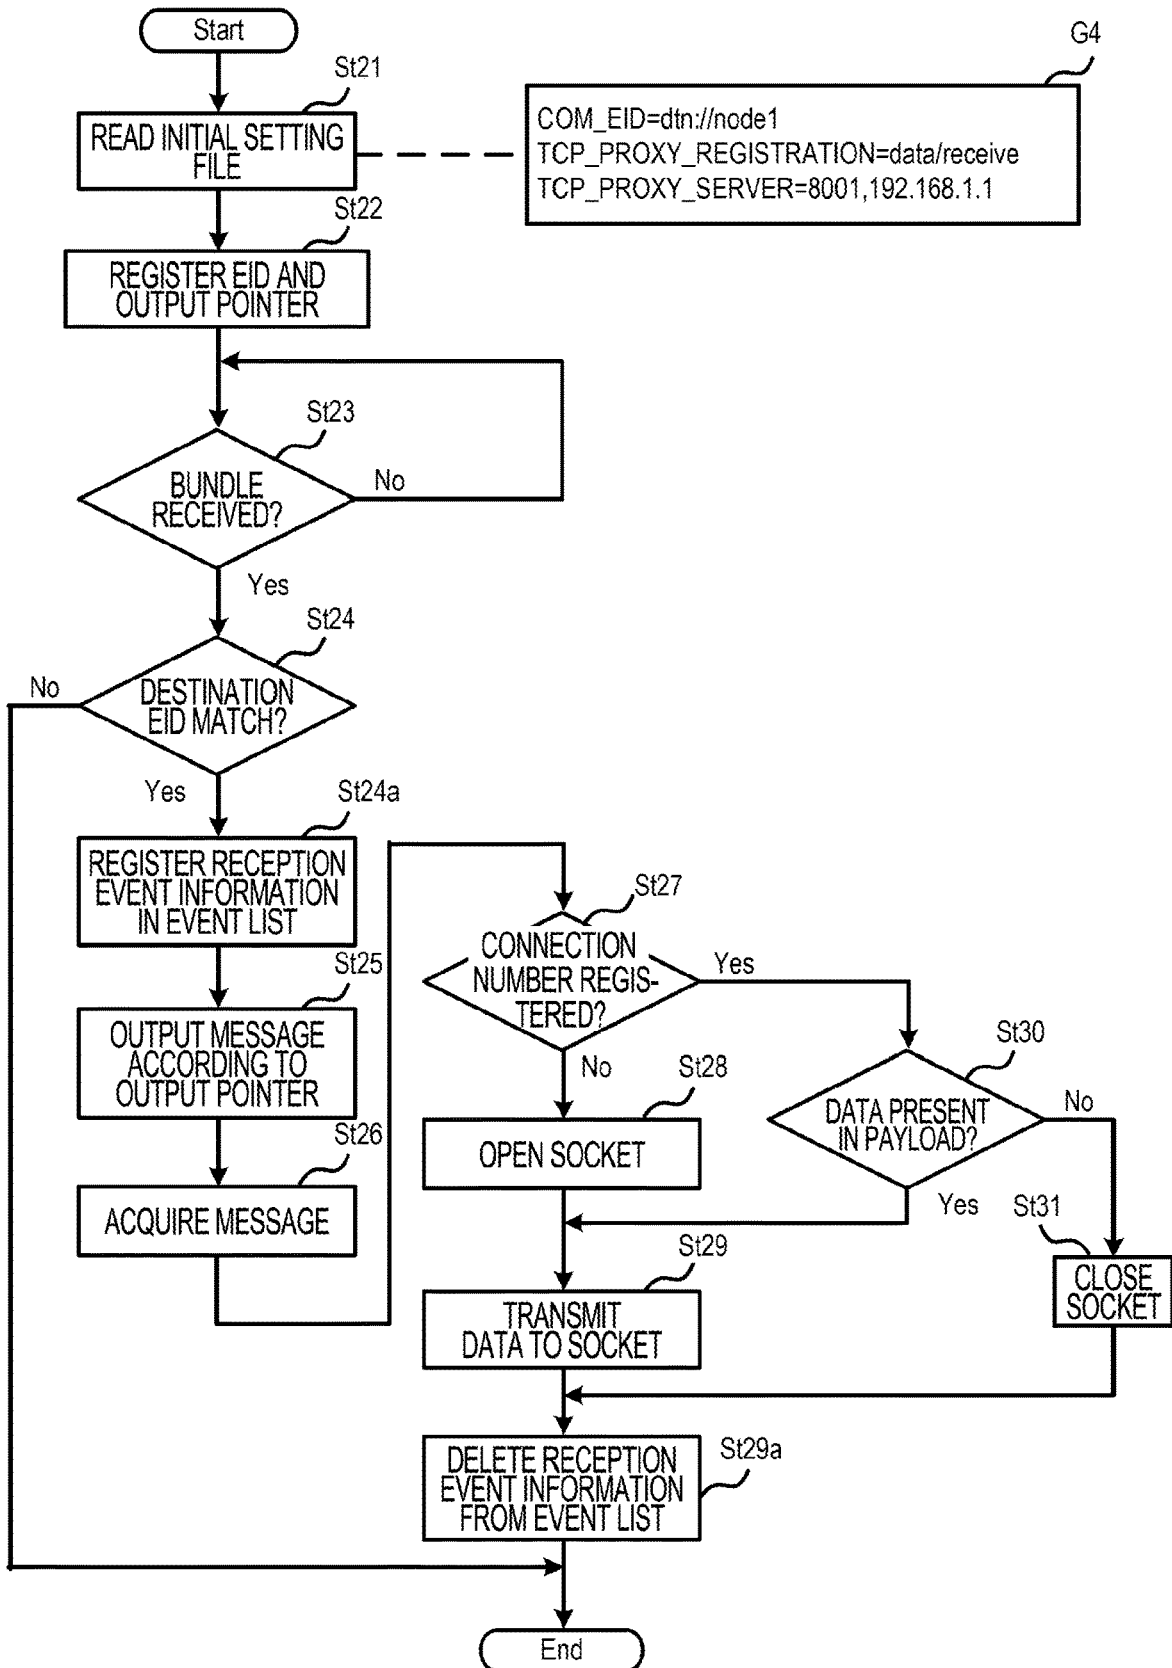 Start
G4
St21
READ INITIAL SETTING
FILE
COM_EID=dtn://node1
TCP_PROXY_REGISTRATION=data/receive
TCP_PROXY_SERVER=8001,192.168.1.1
St22
REGISTER EID AND
OUTPUT POINTER
St23
BUNDLE
RECEIVED?
No
Yes
St24
No
DESTINATION
EID MATCH?
Yes
St24a
REGISTER RECEPTION
EVENT INFORMATION
IN EVENT LIST
St25
OUTPUT MESSAGE
ACCORDING TO
OUTPUT POINTER
St26
ACQUIRE MESSAGE
St27
CONNECTION
NUMBER REGIS-
TERED?
Yes
No
St28
OPEN SOCKET
St30
DATA PRESENT
IN PAYLOAD?
No
Yes
St31
CLOSE
SOCKET
St29
TRANSMIT
DATA TO SOCKET
St29a
DELETE RECEPTION
EVENT INFORMATION
FROM EVENT LIST
End